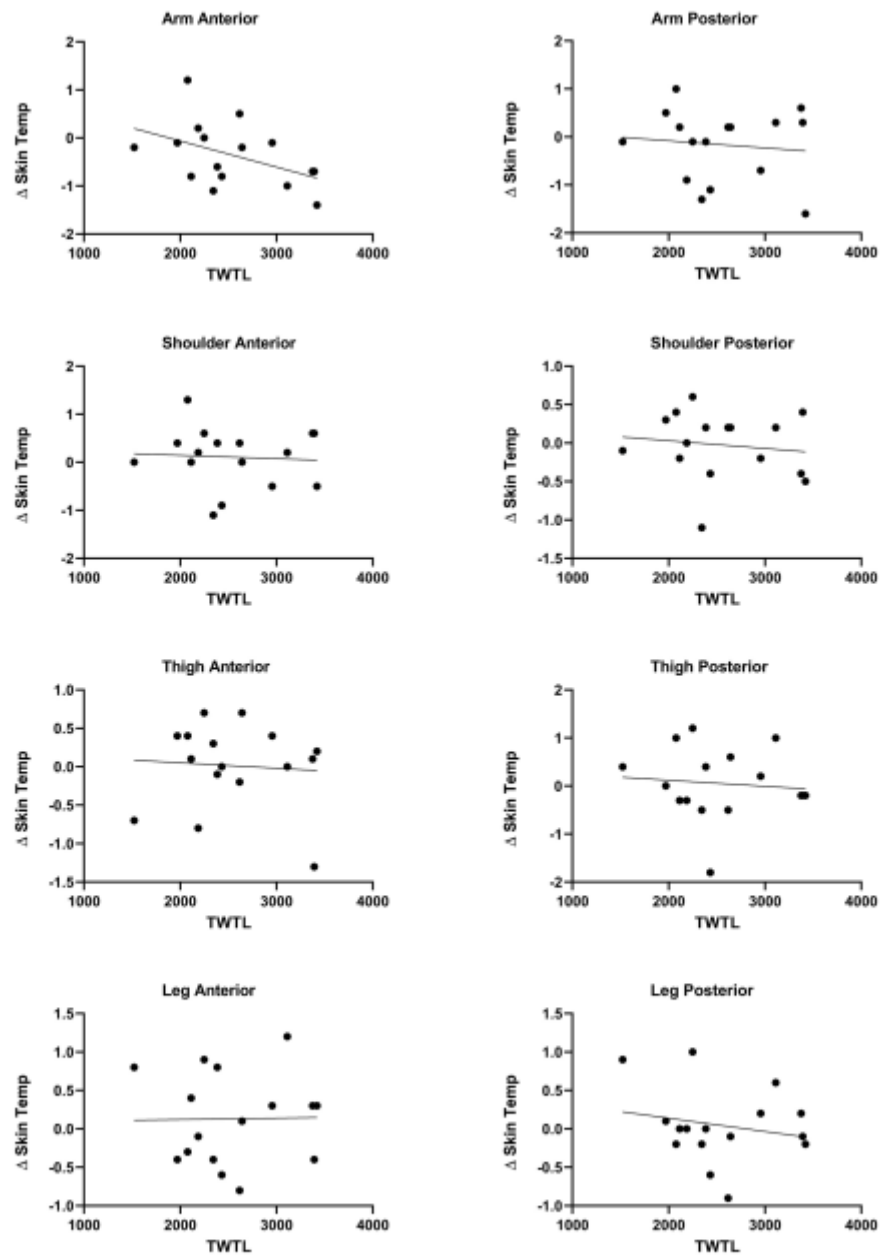 Arm Anterior
2
1
0
-1
-2
Δ Skin Temp
1000 2000 3000 4000
TWTL
Arm Posterior
2
1
0
-1
-2
Δ Skin Temp
1000 2000 3000 4000
TWTL
Shoulder Anterior
2
1
0
-1
-2
Δ Skin Temp
1000 2000 3000 4000
TWTL
Shoulder Posterior
1.0
0.5
0.0
-0.5
-1.0
-1.5
Δ Skin Temp
1000 2000 3000 4000
TWTL
Thigh Anterior
1.0
0.5
0.0
-0.5
-1.0
-1.5
Δ Skin Temp
1000 2000 3000 4000
TWTL
Thigh Posterior
2
1
0
-1
-2
Δ Skin Temp
1000 2000 3000 4000
TWTL
Leg Anterior
1.5
1.0
0.5
0.0
-0.5
-1.0
Δ Skin Temp
1000 2000 3000 4000
TWTL
Leg Posterior
1.5
1.0
0.5
0.0
-0.5
-1.0
Δ Skin Temp
1000 2000 3000 4000
TWTL